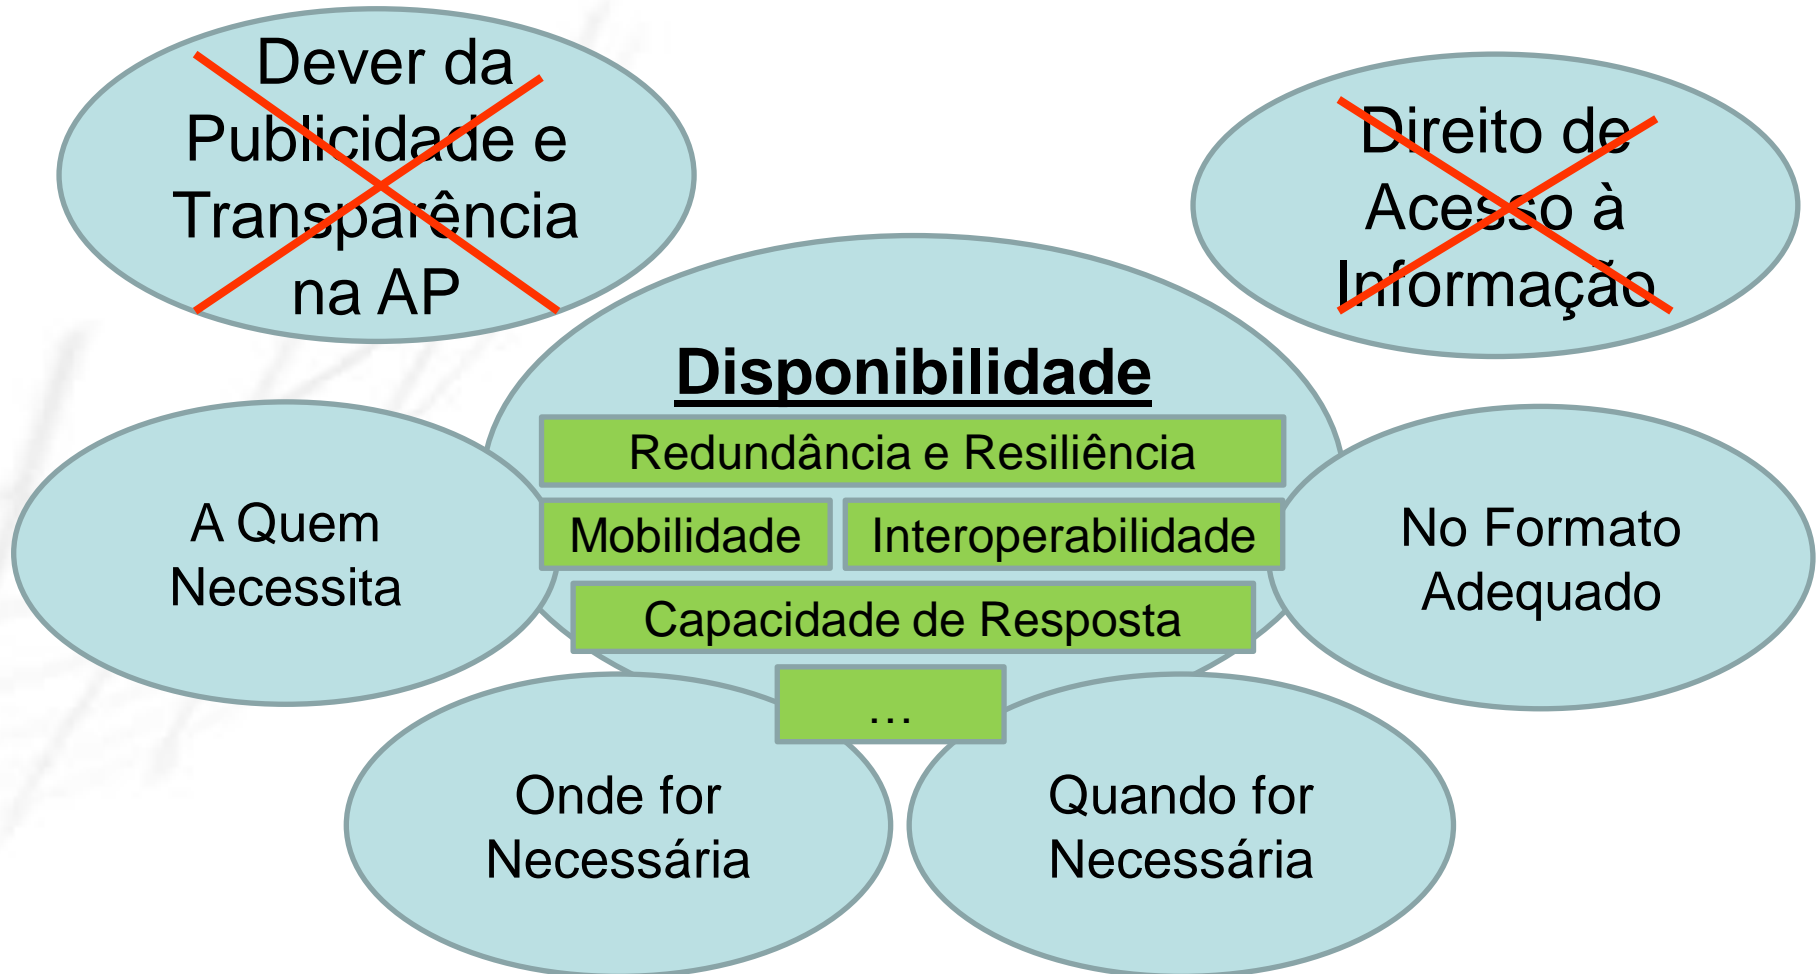 Dever da
Publicidade e
Transparência
na AP
Direito de
Acesso à
Informação
Disponibilidade
Redundância e Resiliência
Mobilidade
Interoperabilidade
Capacidade de Resposta
…
A Quem
Necessita
No Formato
Adequado
Onde for
Necessária
Quando for
Necessária